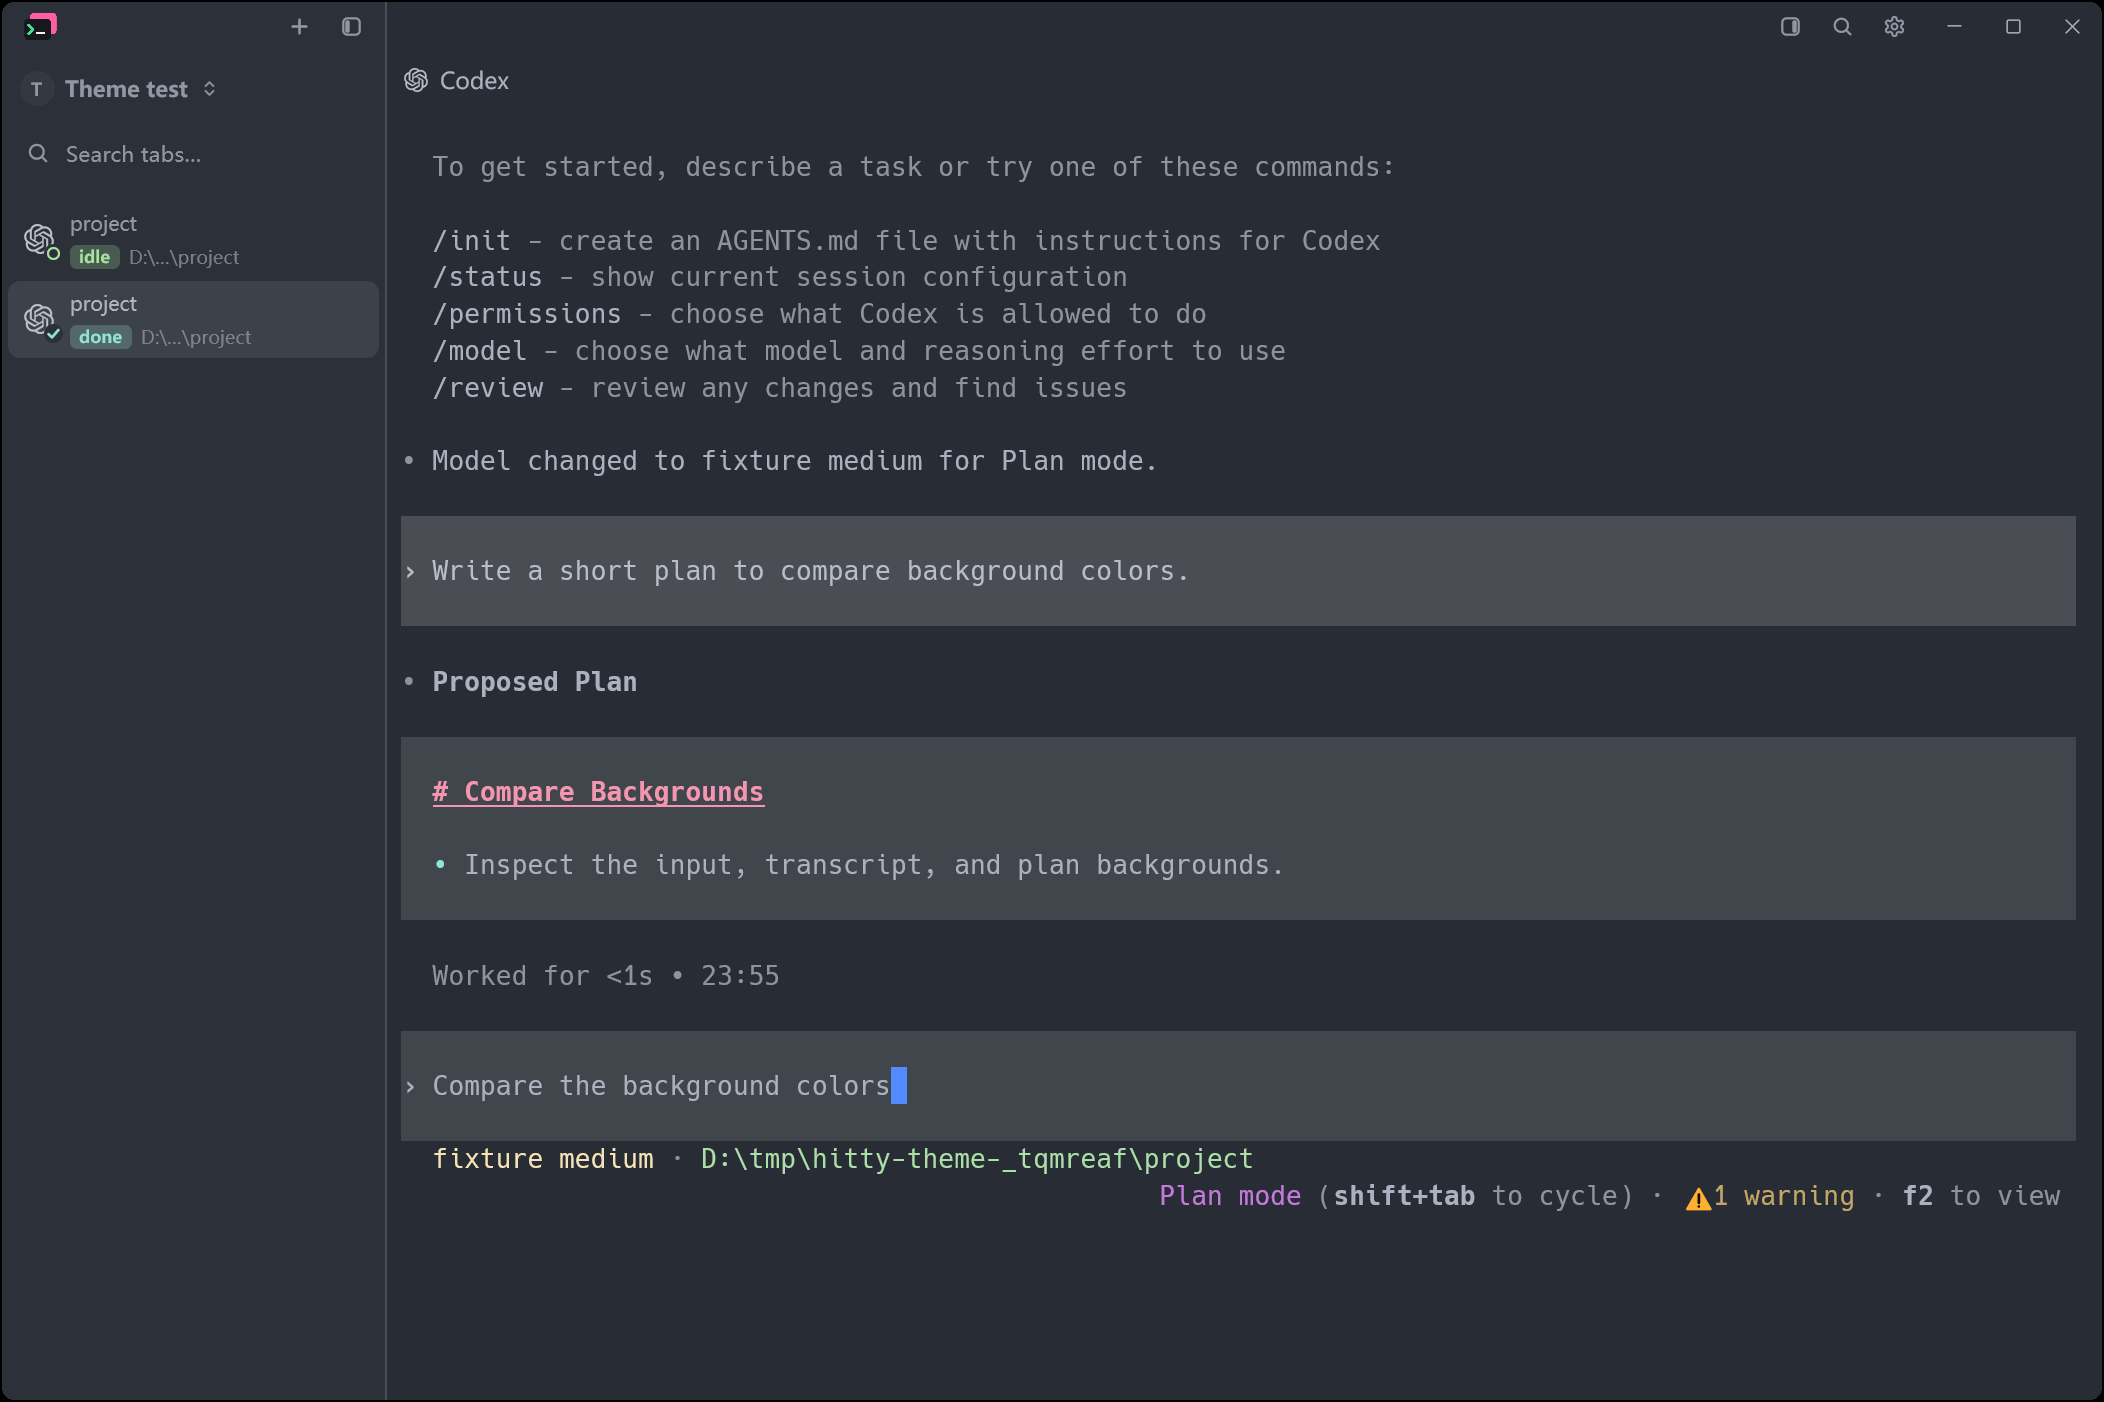 T Theme test
Search tabs...
project
idle D:\...\project
project
done D:\...\project
Codex
To get started, describe a task or try one of these commands:
/init - create an AGENTS.md file with instructions for Codex
/status - show current session configuration
/permissions - choose what Codex is allowed to do
/model - choose what model and reasoning effort to use
/review - review any changes and find issues
• Model changed to fixture medium for Plan mode.
› Write a short plan to compare background colors.
• Proposed Plan
# Compare Backgrounds
• Inspect the input, transcript, and plan backgrounds.
Worked for <1s • 23:55
› Compare the background colors
fixture medium · D:\tmp\hitty-theme-_tqmreaf\project
Plan mode (shift+tab to cycle) · ⚠1 warning · f2 to view